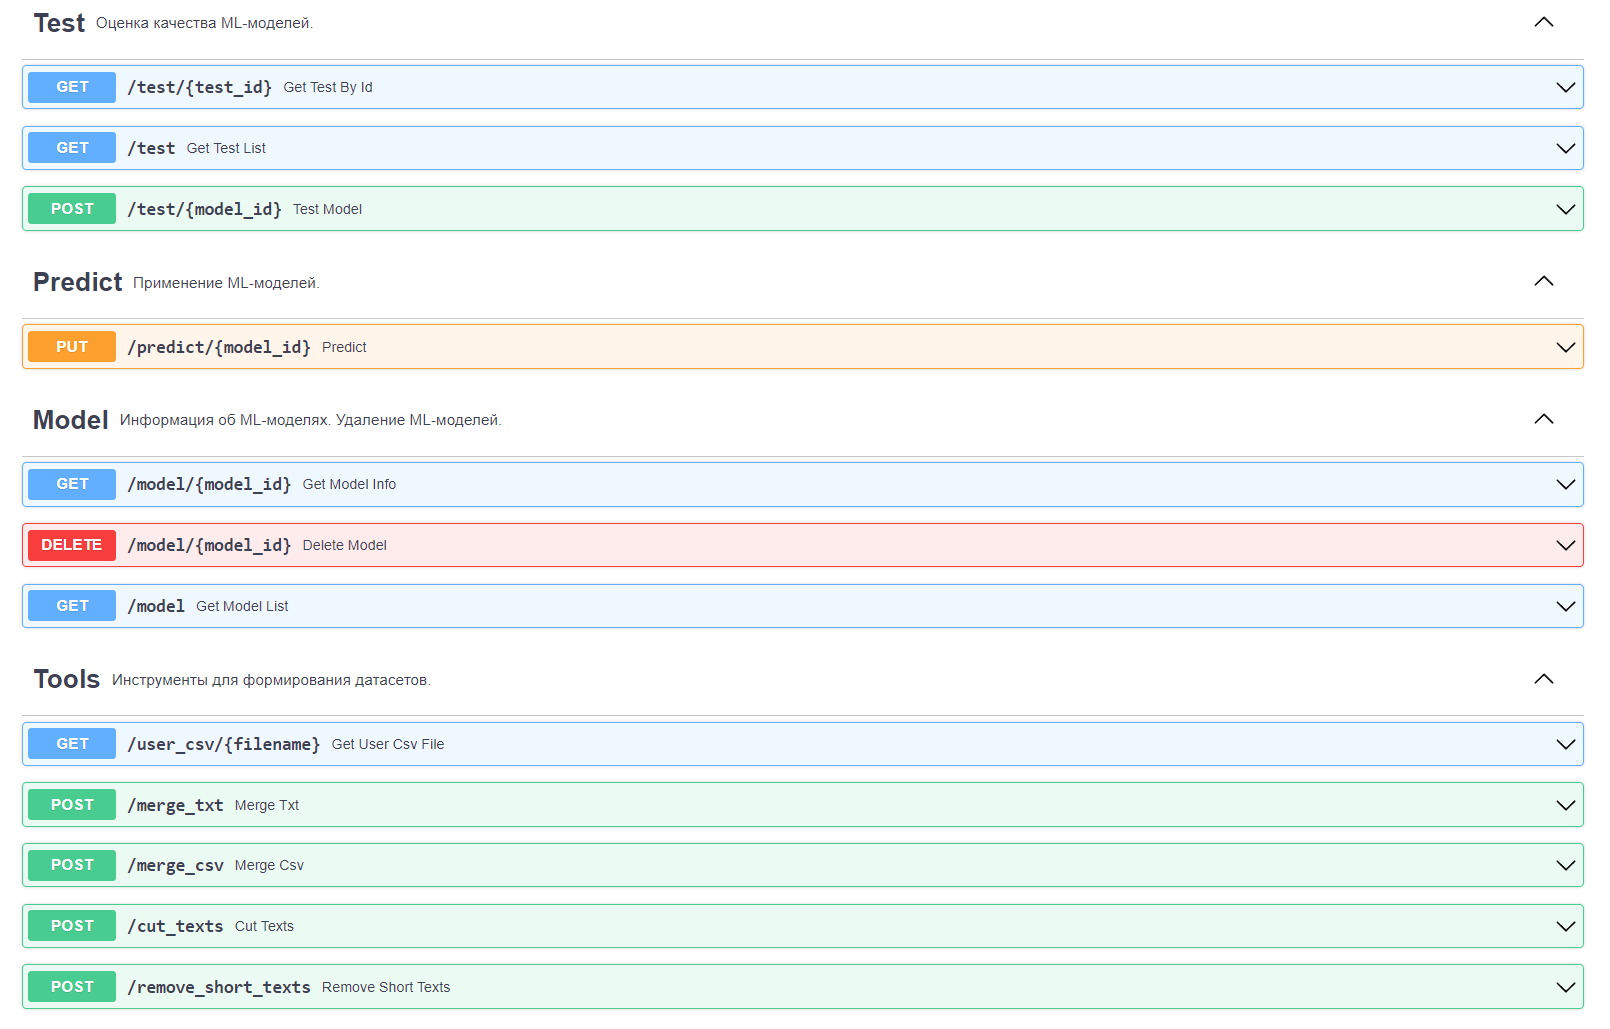 Test Оценка качества ML-моделей.
GET /test/{test_id} Get Test By Id
GET /test Get Test List
POST /test/{model_id} Test Model
Predict Применение ML-моделей.
PUT /predict/{model_id} Predict
Model Информация об ML-моделях. Удаление ML-моделей.
GET /model/{model_id} Get Model Info
DELETE /model/{model_id} Delete Model
GET /model Get Model List
Tools Инструменты для формирования датасетов.
GET /user_csv/{filename} Get User Csv File
POST /merge_txt Merge Txt
POST /merge_csv Merge Csv
POST /cut_texts Cut Texts
POST /remove_short_texts Remove Short Texts